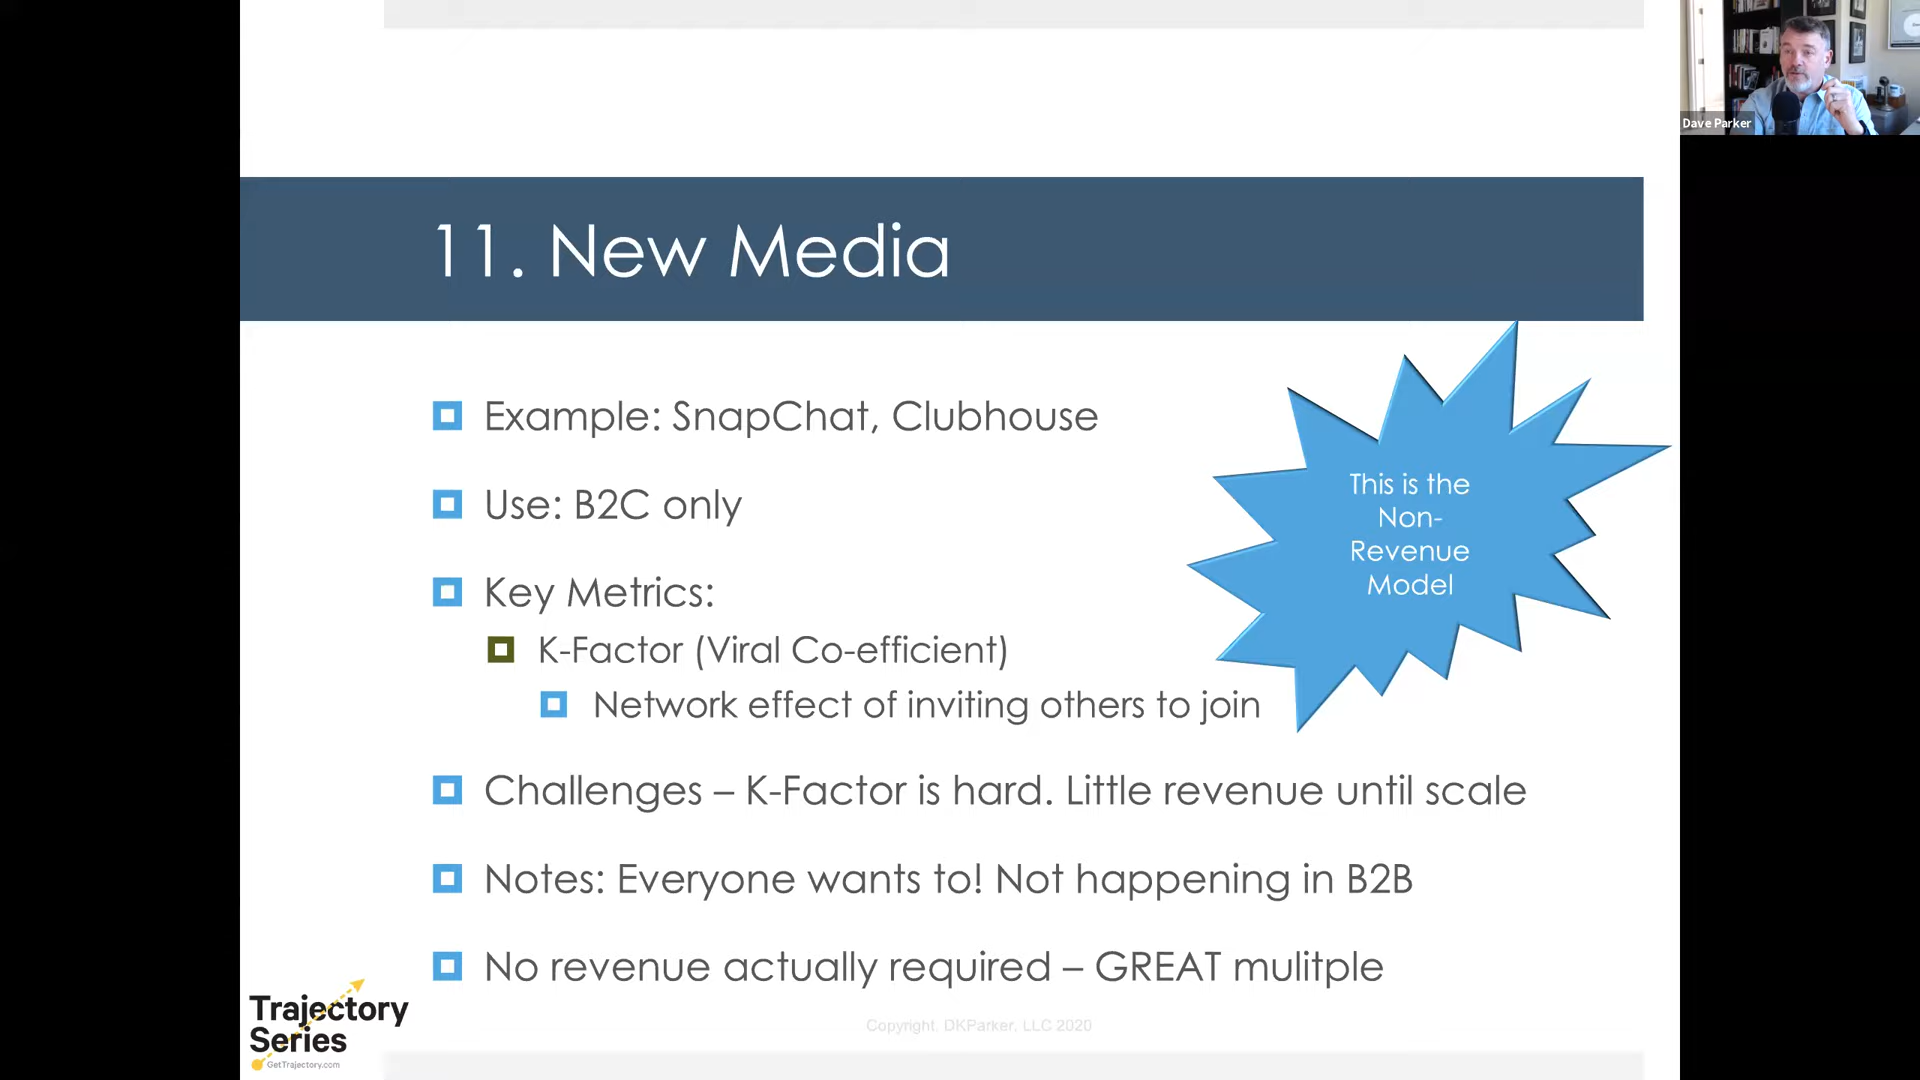 Dave Parker
11. New Media
Example: SnapChat, Clubhouse
Use: B2C only
Key Metrics:
K-Factor (Viral Co-efficient)
Network effect of inviting others to join
Challenges – K-Factor is hard. Little revenue until scale
Notes: Everyone wants to! Not happening in B2B
No revenue actually required – GREAT mulitple
This is the
Non-
Revenue
Model
Trajectory
Series
GetTrajectory.com
Copyright, DKParker, LLC 2020